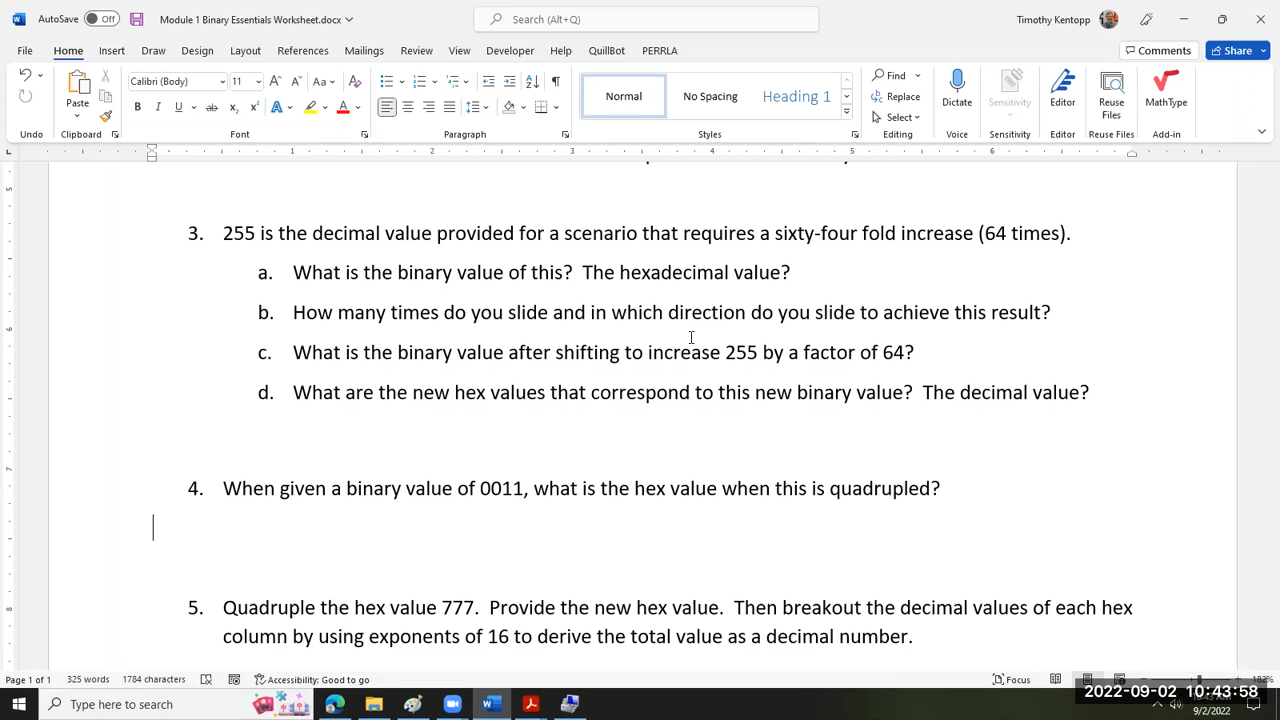 AutoSave Off Module 1 Binary Essentials Worksheet.docx Search (Alt+Q) Timothy Kentopp
File Home Insert Draw Design Layout References Mailings Review View Developer Help QuillBot PERRLA Comments Share
Paste Calibri (Body) 11 Normal No Spacing Heading 1 Find Replace Select Dictate Sensitivity Editor Reuse Files MathType
Undo Clipboard Font Paragraph Styles Editing Voice Sensitivity Editor Reuse Files Add-in
1 2 3 4 5 6
3. 255 is the decimal value provided for a scenario that requires a sixty-four fold increase (64 times).
a. What is the binary value of this? The hexadecimal value?
b. How many times do you slide and in which direction do you slide to achieve this result?
c. What is the binary value after shifting to increase 255 by a factor of 64?
d. What are the new hex values that correspond to this new binary value? The decimal value?
4. When given a binary value of 0011, what is the hex value when this is quadrupled?
5. Quadruple the hex value 777. Provide the new hex value. Then breakout the decimal values of each hex
column by using exponents of 16 to derive the total value as a decimal number.
Page 1 of 1 325 words 1784 characters Accessibility: Good to go Focus
Type here to search 2022-09-02 10:43:58
9/2/2022